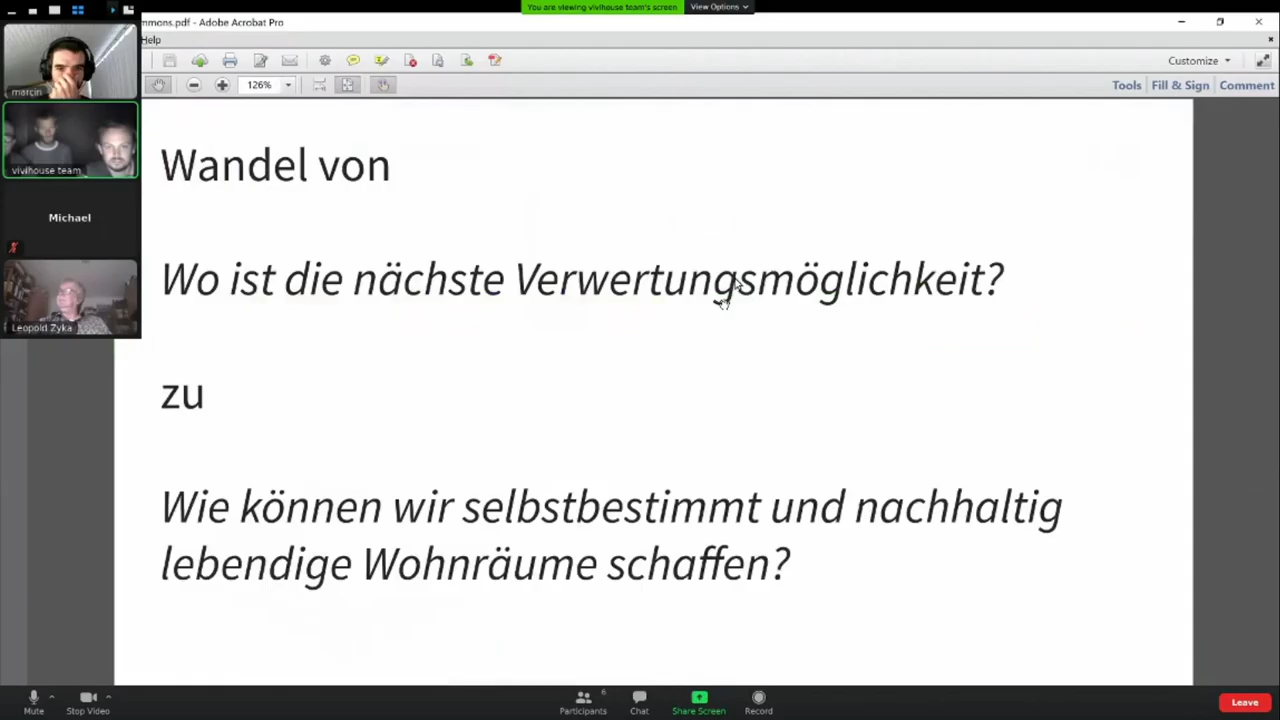 You are viewing vivihouse team's screen
View Options
mmons.pdf - Adobe Acrobat Pro
Help
126%
Customize
Tools
Fill & Sign
Comment
marcin
vivihouse team
Michael
Leopold Zyka
Wandel von
Wo ist die nächste Verwertungsmöglichkeit?
zu
Wie können wir selbstbestimmt und nachhaltig
lebendige Wohnräume schaffen?
Mute
Stop Video
Participants
6
Chat
Share Screen
Record
Leave